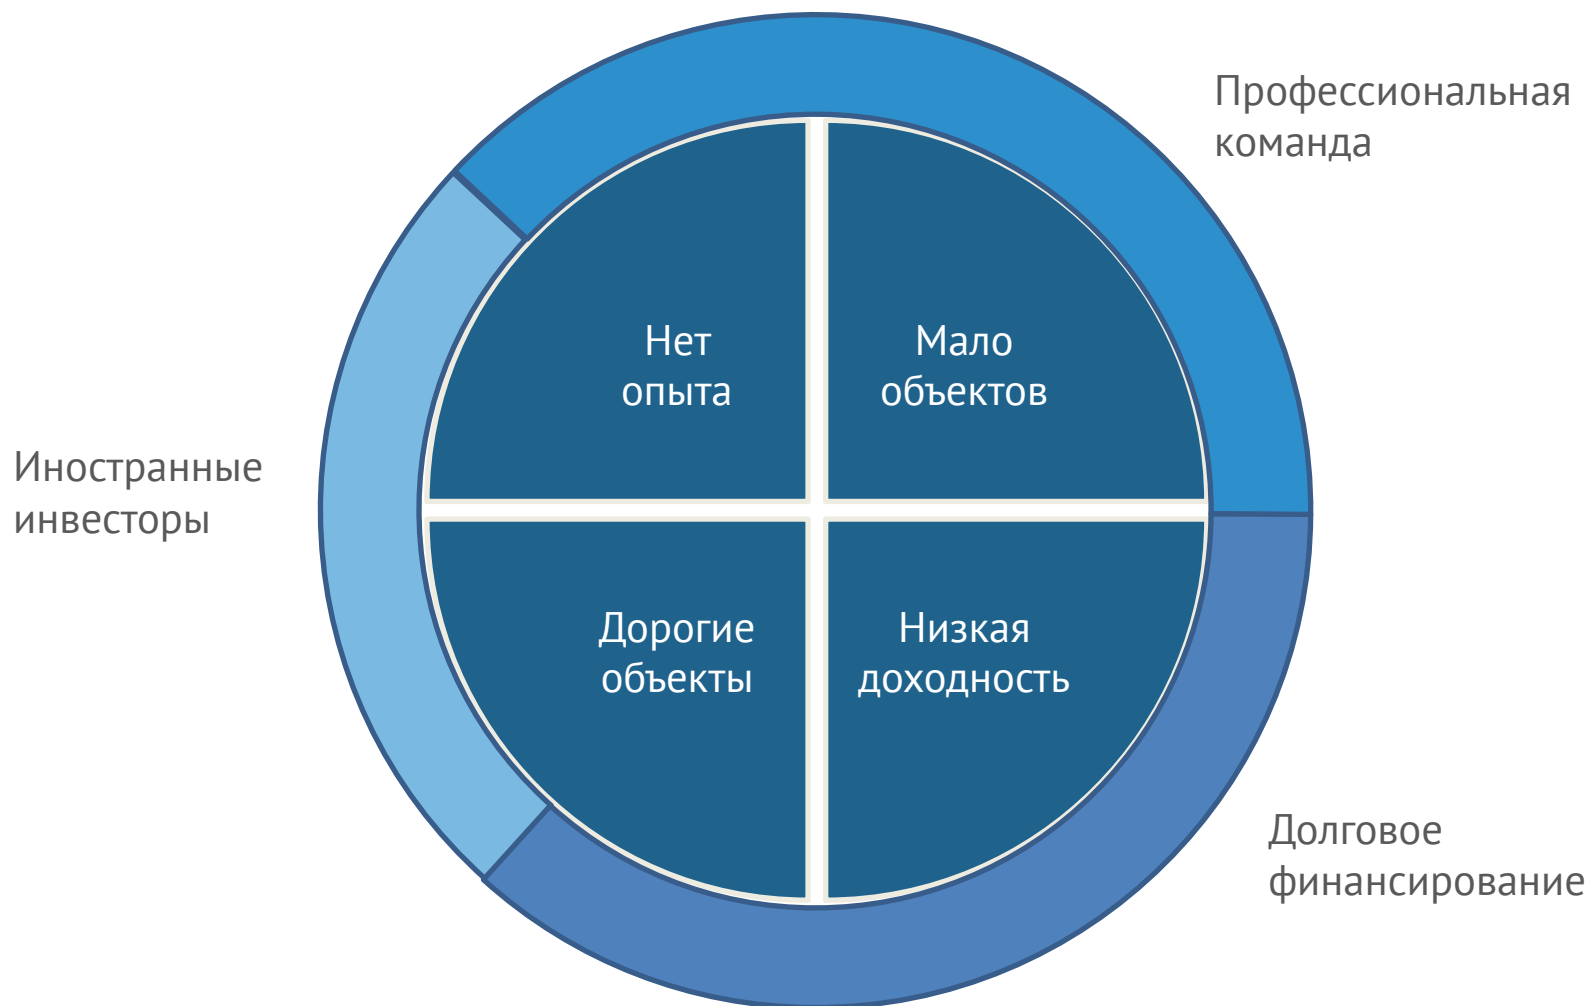 Профессиональная
команда
Нет
опыта
Мало
объектов
Иностранные
инвесторы
Дорогие
объекты
Низкая
доходность
Долговое
финансирование